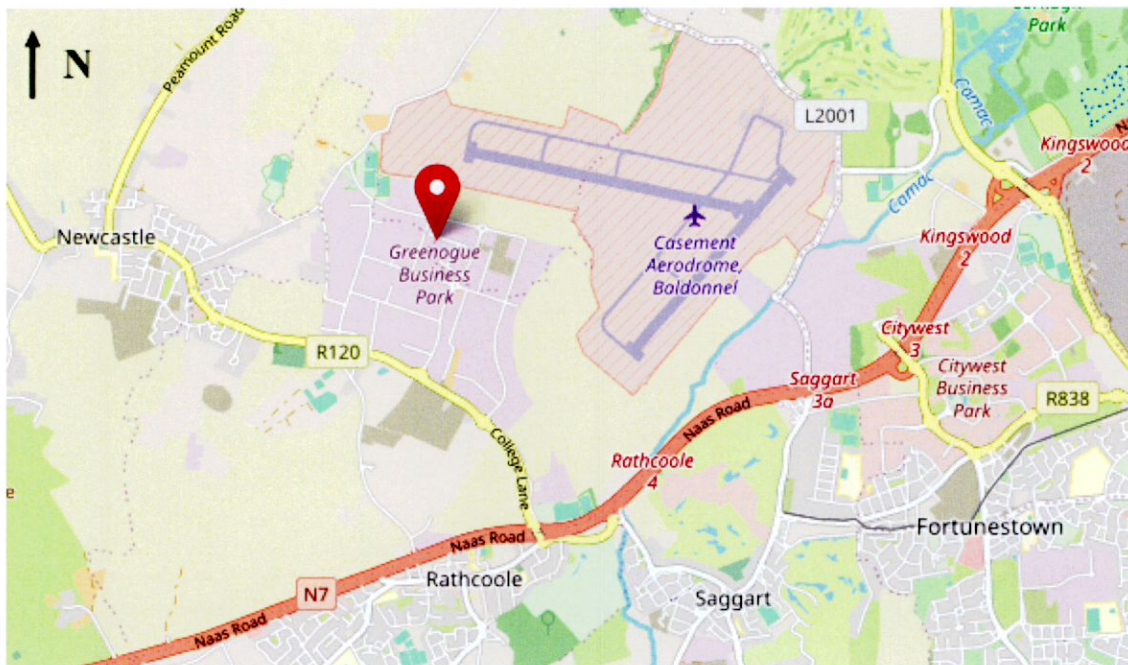 Park
N
Peamount Road
L2001
Camac
Kingswood
2
Camac
Newcastle
Greenogue
Business
Park
Casement
Aerodrome,
Baldonnel
Kingswood
2
R120
Citywest
3
Citywest
Business
Park
Saggart
3a
R838
Naas Road
College Lane
Rathcoole
4
Naas Road
Fortunestown
Rathcoole
N7
Saggart
Naas Road